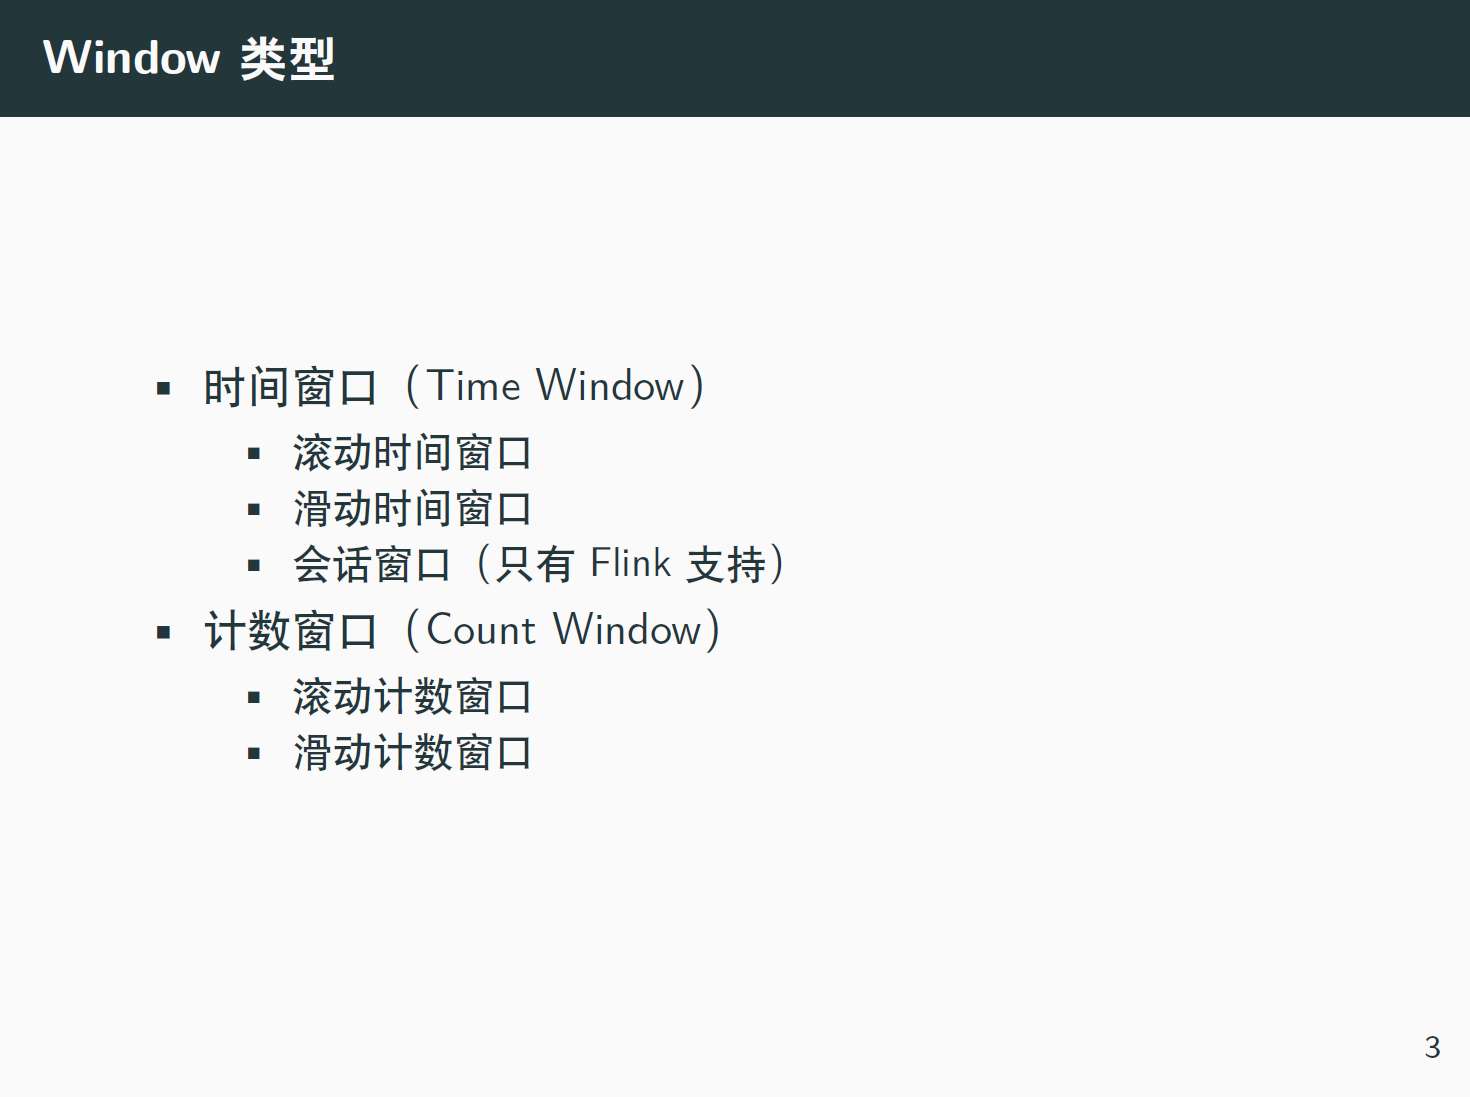 Window 类型
▪ 时间窗口（Time Window）
▪ 滚动时间窗口
▪ 滑动时间窗口
▪ 会话窗口（只有 Flink 支持）
▪ 计数窗口（Count Window）
▪ 滚动计数窗口
▪ 滑动计数窗口
3